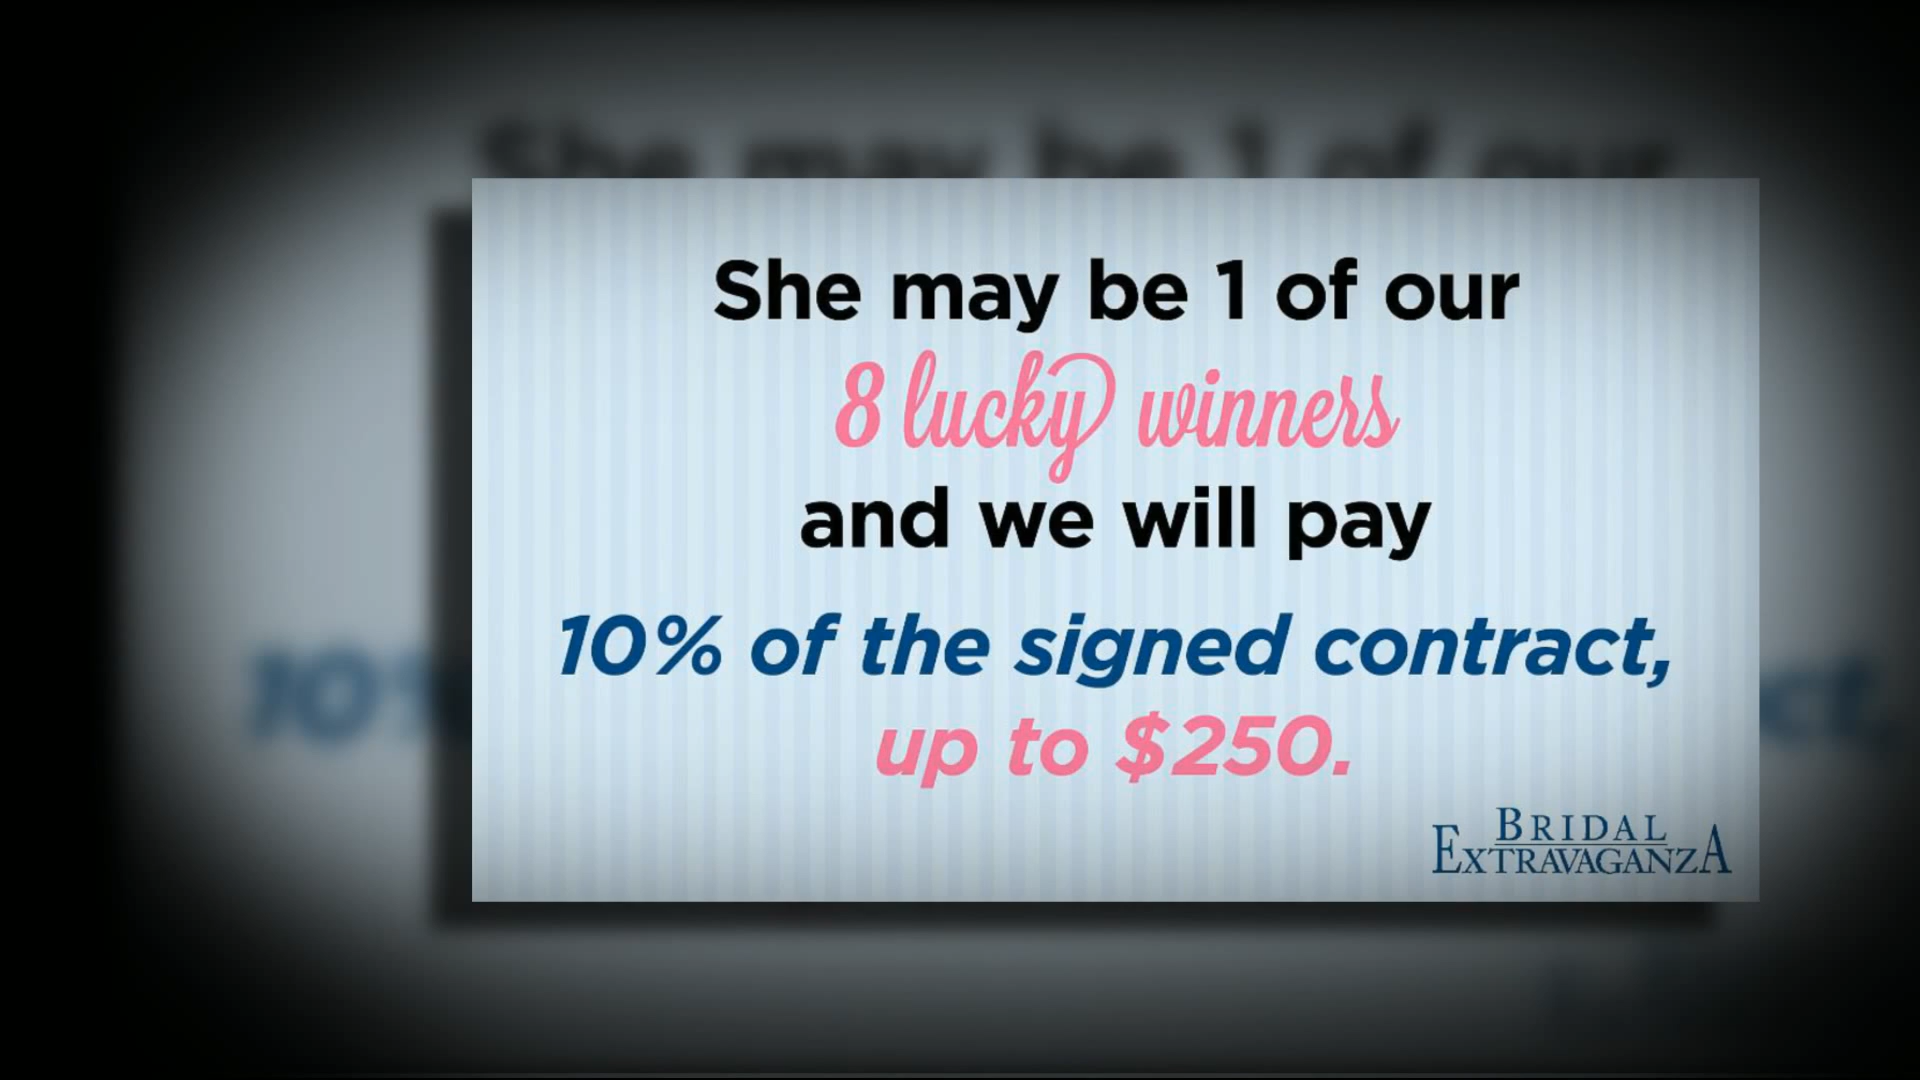 She may be 1 of our
8 lucky winners
and we will pay
10% of the signed contract,
up to $250.
BRIDAL
EXTRAVAGANZA